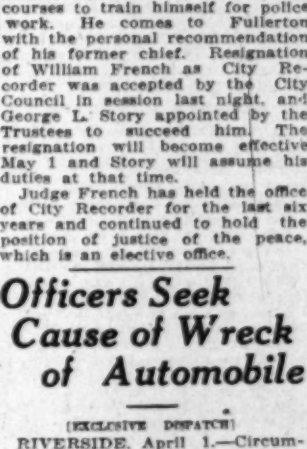 courses to train himself for police
work. He comes to Fullerton
with the personal recommendation
of his former chief. Resignation
of William French as City Re-
corder was accepted by the City
Council in session last night, and
George L. Story appointed by the
Trustees to succeed him. The
resignation will become effective
May 1 and Story will assume his
duties at that time.
Judge French has held the office
of City Recorder for the last six
years and continued to hold the
position of justice of the peace,
which is an elective office.
Officers Seek
Cause of Wreck
of Automobile
[EXCLUSIVE DISPATCH]
RIVERSIDE, April 1.—Circum-